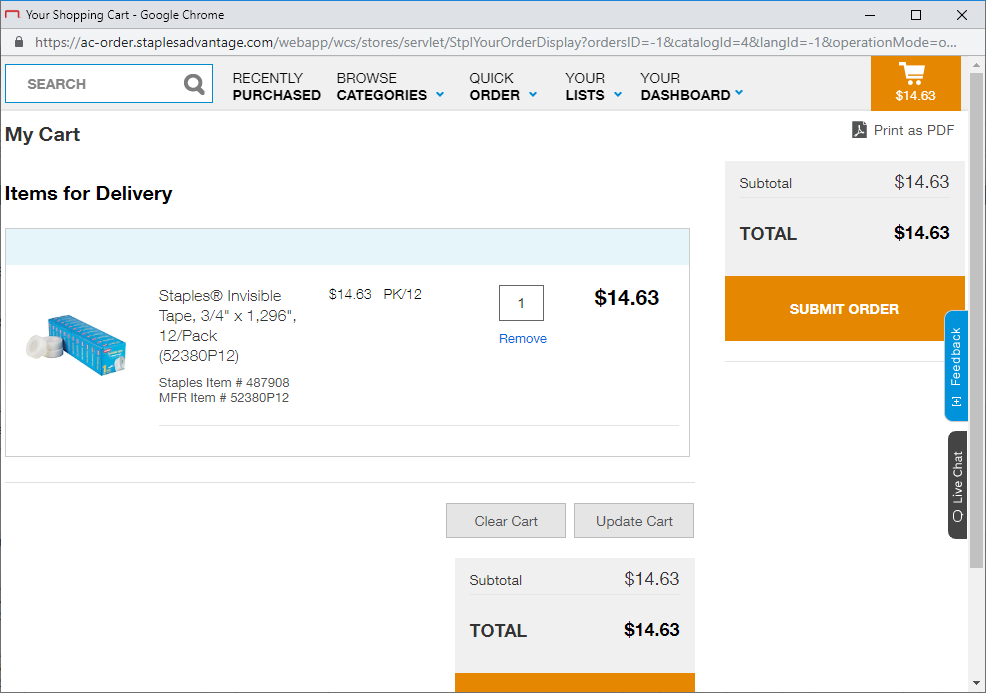 Your Shopping Cart - Google Chrome
https://ac-order.staplesadvantage.com/webapp/wcs/stores/servlet/StplYourOrderDisplay?ordersID=-1&catalogId=4&langId=-1&operationMode=o...
SEARCH
RECENTLY
PURCHASED
BROWSE
CATEGORIES
QUICK
ORDER
YOUR
LISTS
YOUR
DASHBOARD
$14.63
My Cart
Print as PDF
Items for Delivery
Subtotal $14.63
TOTAL $14.63
SUBMIT ORDER
Staples® Invisible
Tape, 3/4" x 1,296",
12/Pack
(52380P12)
Staples Item # 487908
MFR Item # 52380P12
$14.63 PK/12
1
Remove
$14.63
Feedback
Live Chat
Clear Cart
Update Cart
Subtotal $14.63
TOTAL $14.63